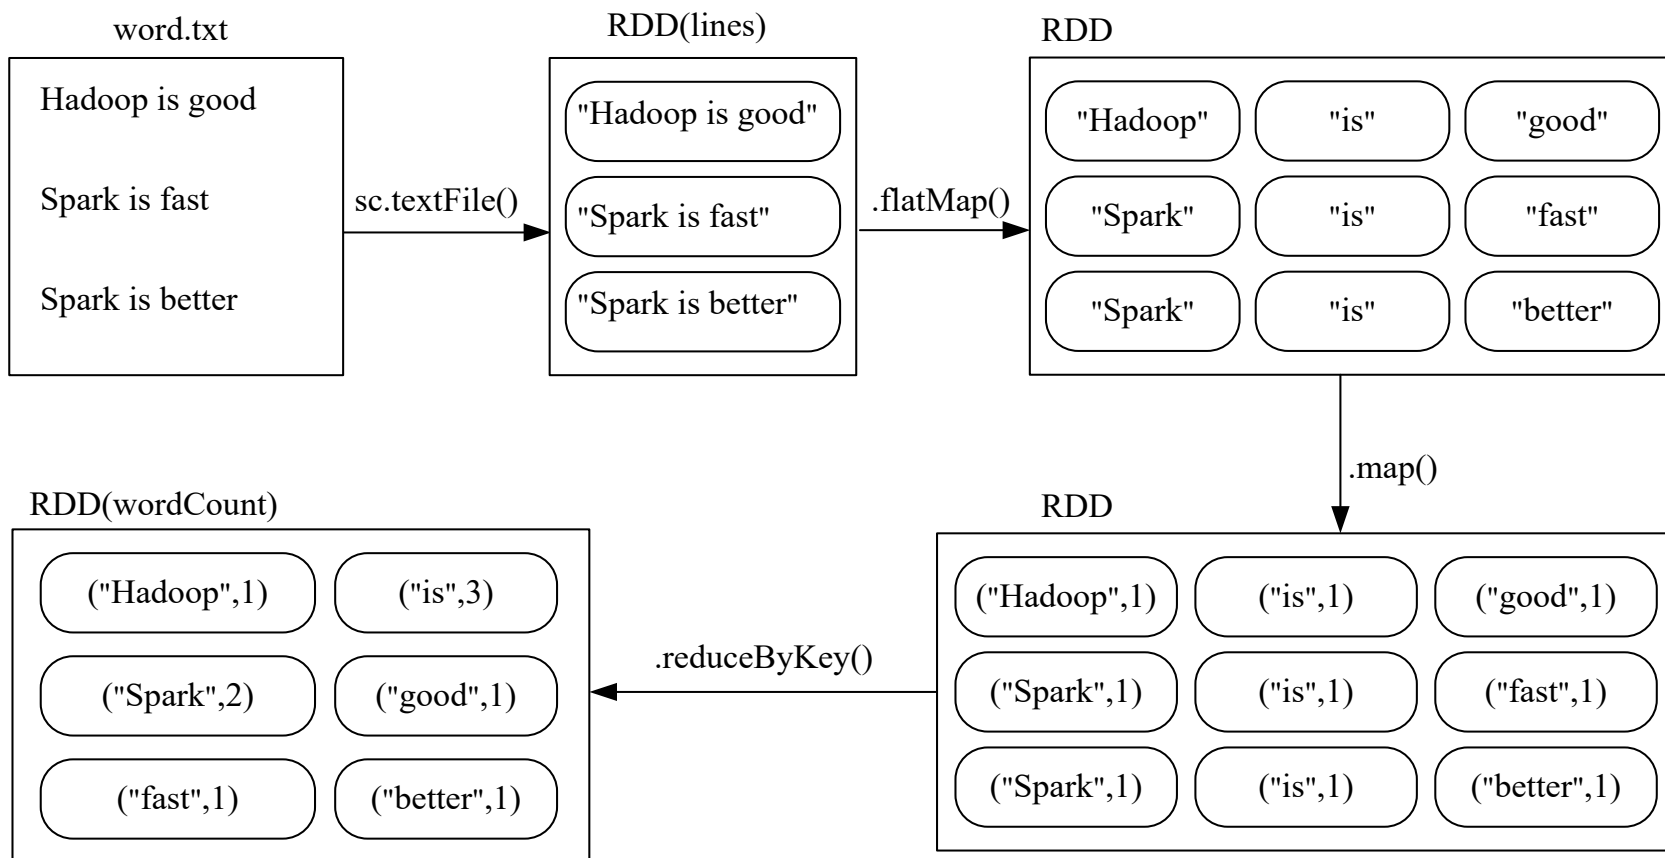 word.txt
Hadoop is good
Spark is fast
Spark is better
sc.textFile()
RDD(lines)
"Hadoop is good"
"Spark is fast"
"Spark is better"
.flatMap()
RDD
"Hadoop" "is" "good"
"Spark" "is" "fast"
"Spark" "is" "better"
.map()
RDD
("Hadoop",1) ("is",1) ("good",1)
("Spark",1) ("is",1) ("fast",1)
("Spark",1) ("is",1) ("better",1)
.reduceByKey()
RDD(wordCount)
("Hadoop",1) ("is",3)
("Spark",2) ("good",1)
("fast",1) ("better",1)